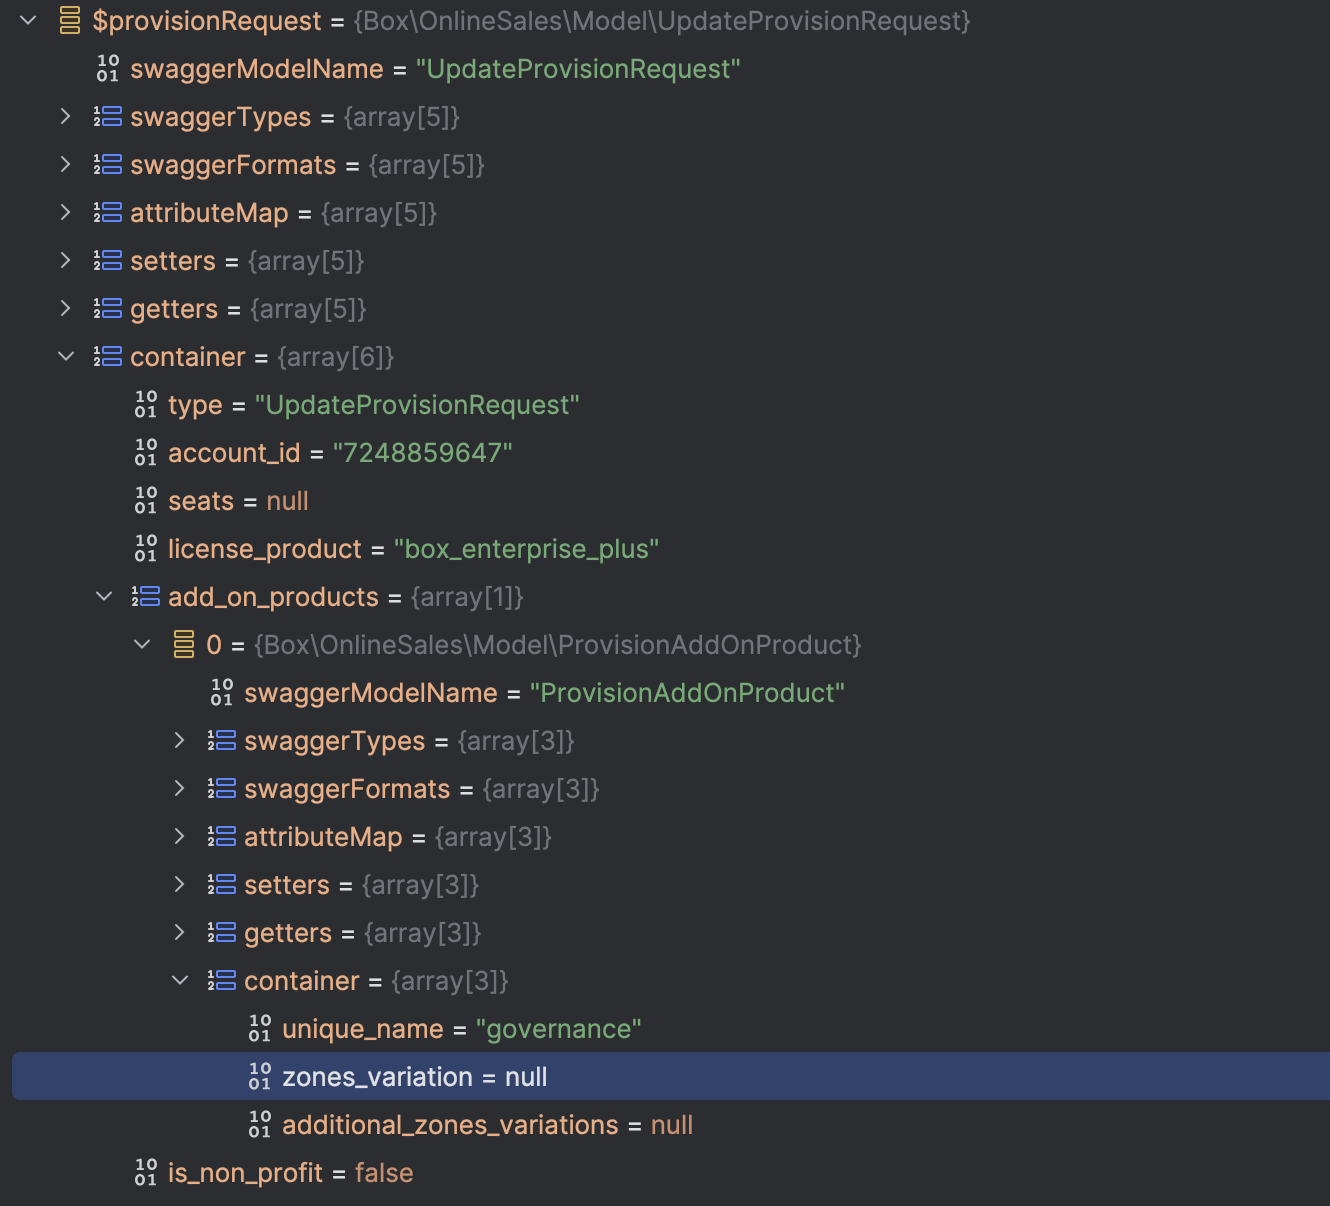 $provisionRequest = {Box\OnlineSales\Model\UpdateProvisionRequest}
swaggerModelName = "UpdateProvisionRequest"
swaggerTypes = {array[5]}
swaggerFormats = {array[5]}
attributeMap = {array[5]}
setters = {array[5]}
getters = {array[5]}
container = {array[6]}
type = "UpdateProvisionRequest"
account_id = "7248859647"
seats = null
license_product = "box_enterprise_plus"
add_on_products = {array[1]}
0 = {Box\OnlineSales\Model\ProvisionAddOnProduct}
swaggerModelName = "ProvisionAddOnProduct"
swaggerTypes = {array[3]}
swaggerFormats = {array[3]}
attributeMap = {array[3]}
setters = {array[3]}
getters = {array[3]}
container = {array[3]}
unique_name = "governance"
zones_variation = null
additional_zones_variations = null
is_non_profit = false